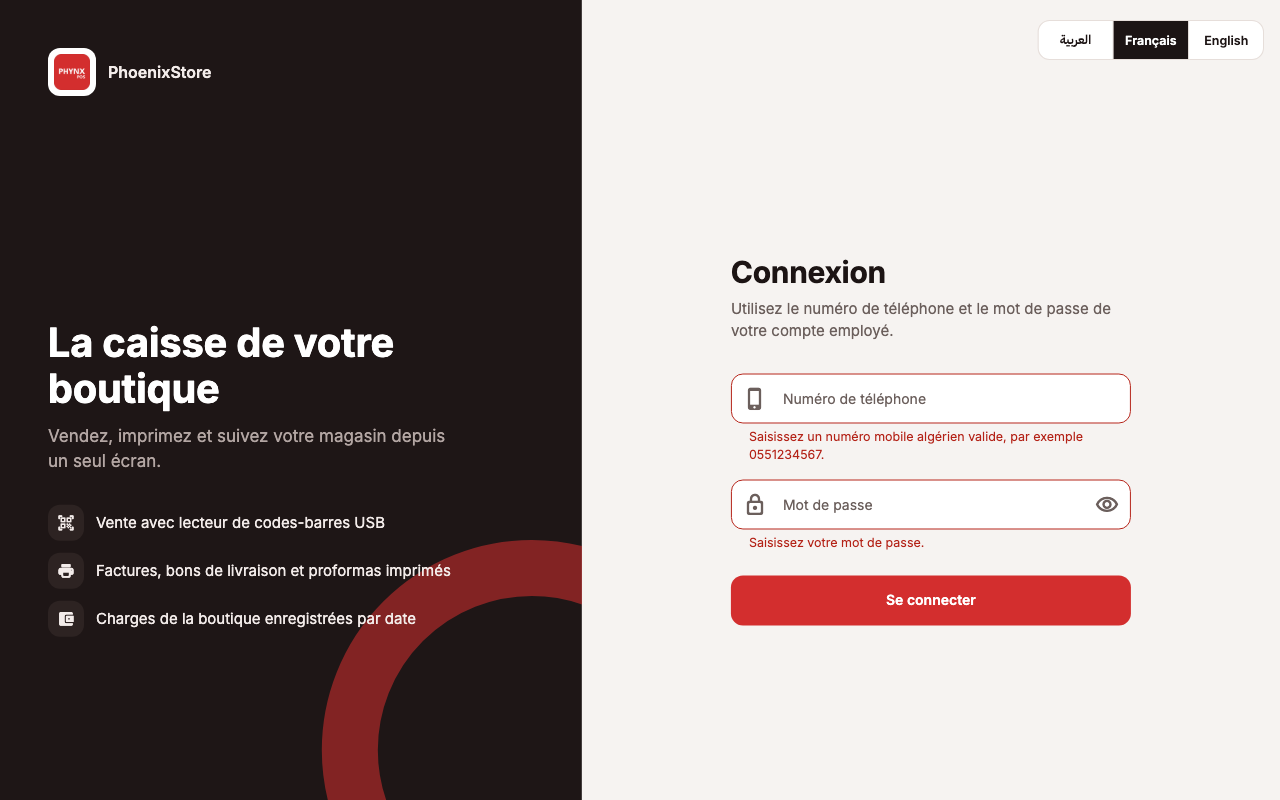 PHYNX
POS
PhoenixStore
La caisse de votre
boutique
Vendez, imprimez et suivez votre magasin depuis
un seul écran.
Vente avec lecteur de codes-barres USB
Factures, bons de livraison et proformas imprimés
Charges de la boutique enregistrées par date
العربية
Français
English
Connexion
Utilisez le numéro de téléphone et le mot de passe de
votre compte employé.
Numéro de téléphone
Saisissez un numéro mobile algérien valide, par exemple
0551234567.
Mot de passe
Saisissez votre mot de passe.
Se connecter